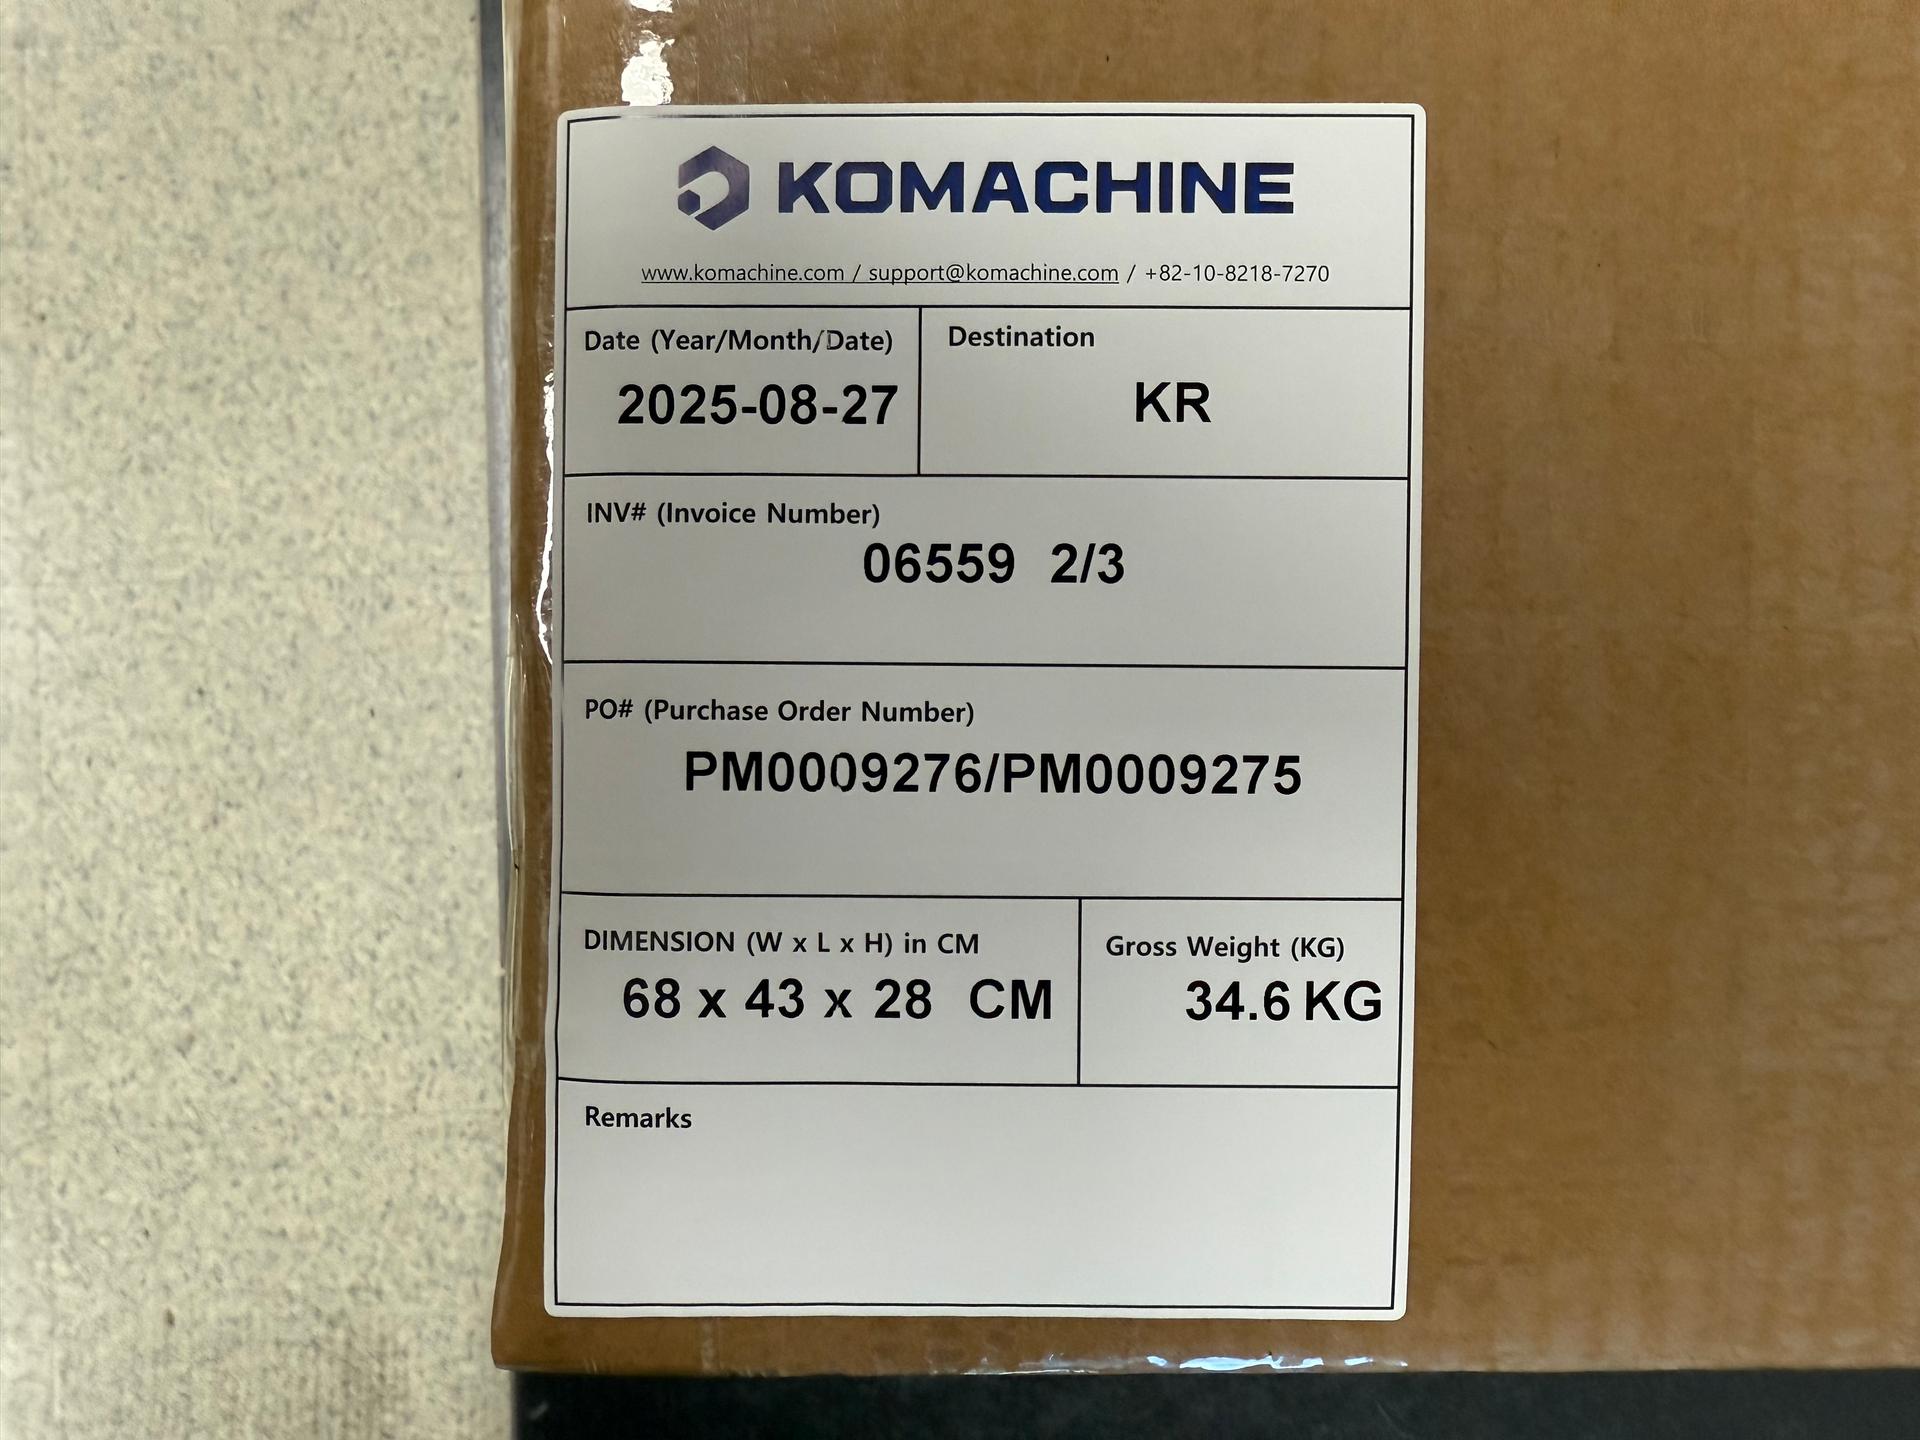 KOMACHINE
www.komachine.com / support@komachine.com / +82-10-8218-7270
Date (Year/Month/Date)
2025-08-27
Destination
KR
INV# (Invoice Number)
06559 2/3
PO# (Purchase Order Number)
PM0009276/PM0009275
DIMENSION (W x L x H) in CM
68 x 43 x 28 CM
Gross Weight (KG)
34.6 KG
Remarks